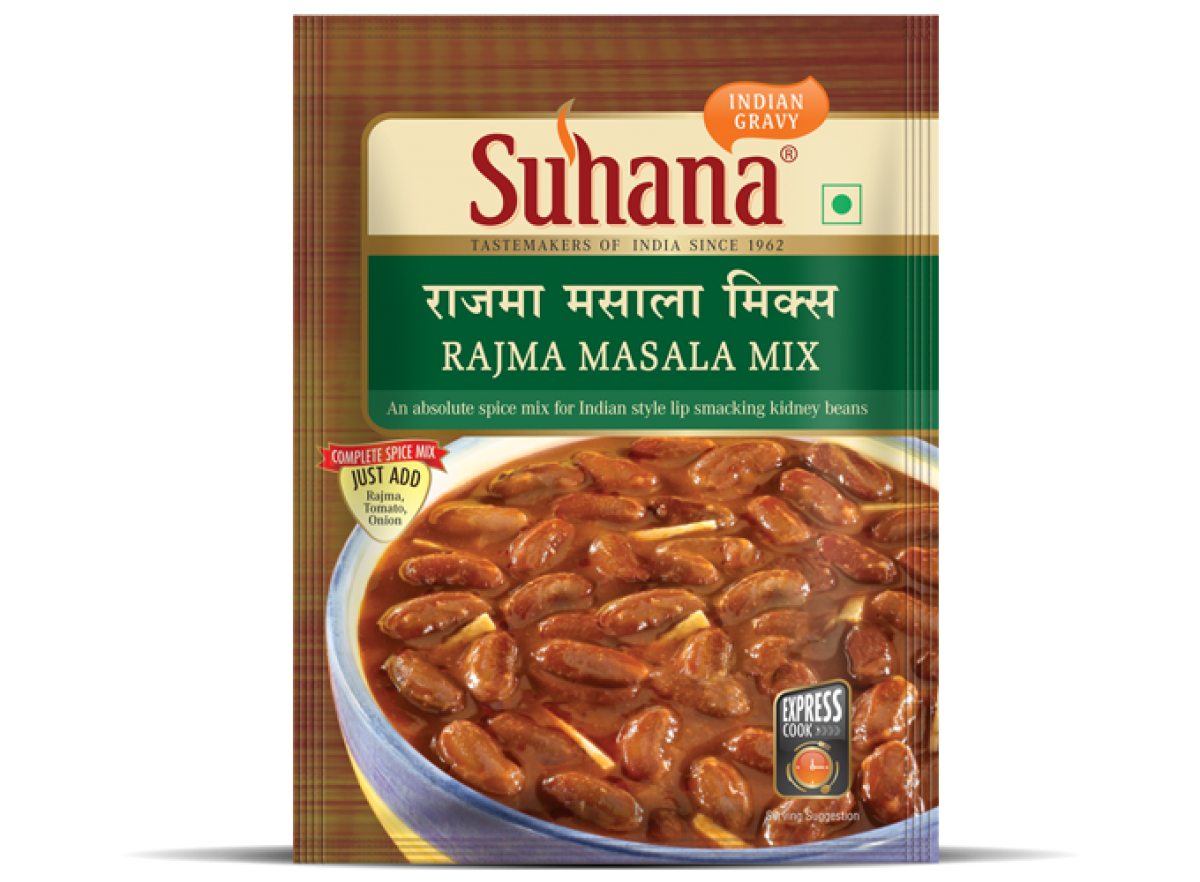 INDIAN
GRAVY
Suhana®
TASTEMAKERS OF INDIA SINCE 1962
राजमा मसाला मिक्स
RAJMA MASALA MIX
An absolute spice mix for Indian style lip smacking kidney beans
COMPLETE SPICE MIX
JUST ADD
Rajma,
Tomato,
Onion
EXPRESS
COOK
Serving Suggestion